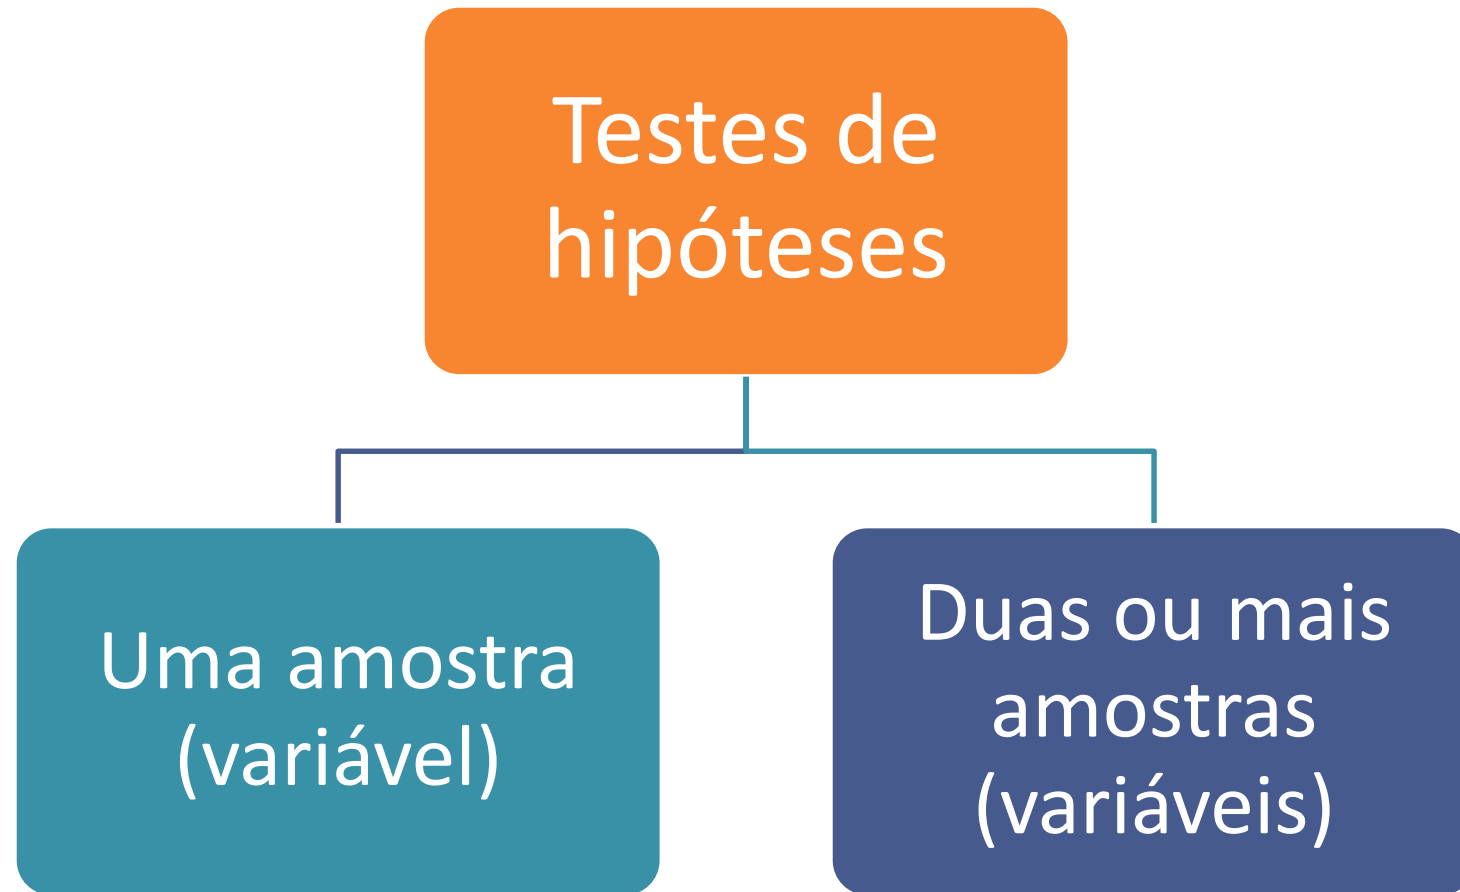 Testes de
hipóteses
Uma amostra
(variável)
Duas ou mais
amostras
(variáveis)